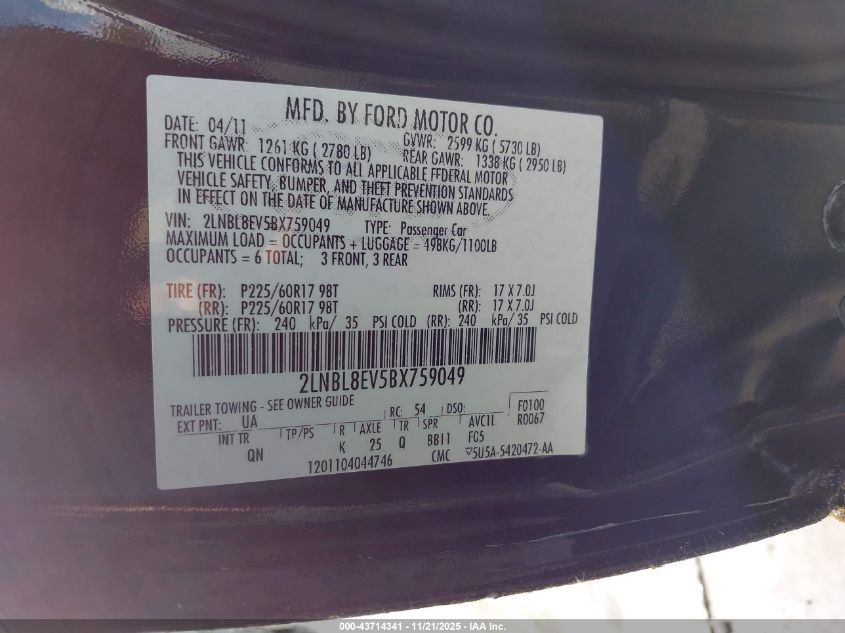 MFD. BY FORD MOTOR CO.
DATE: 04/11 GVWR: 2599 KG ( 5730 LB)
FRONT GAWR: 1261 KG ( 2780 LB) REAR GAWR: 1338 KG ( 2950 LB)
THIS VEHICLE CONFORMS TO ALL APPLICABLE FEDERAL MOTOR
VEHICLE SAFETY, BUMPER, AND THEFT PREVENTION STANDARDS
IN EFFECT ON THE DATE OF MANUFACTURE SHOWN ABOVE.
VIN: 2LNBL8EV5BX759049 TYPE: Passenger Car
MAXIMUM LOAD = OCCUPANTS + LUGGAGE = 498KG/1100LB
OCCUPANTS = 6 TOTAL; 3 FRONT, 3 REAR
TIRE (FR): P225/60R17 98T RIMS (FR): 17 X 7.0J
(RR): P225/60R17 98T (RR): 17 X 7.0J
PRESSURE (FR): 240 kPa/ 35 PSI COLD (RR): 240 kPa/ 35 PSI COLD
2LNBL8EV5BX759049
TRAILER TOWING - SEE OWNER GUIDE
EXT PNT: UA RC: 54 DSO: F0100
INT TR TP/PS R AXLE TR SPR AVC1L R0067
QN K 25 Q BB11 FG5
1201104044746 CMC ▽5U5A-5420472-AA
000-43714341 - 11/21/2025 - IAA Inc.